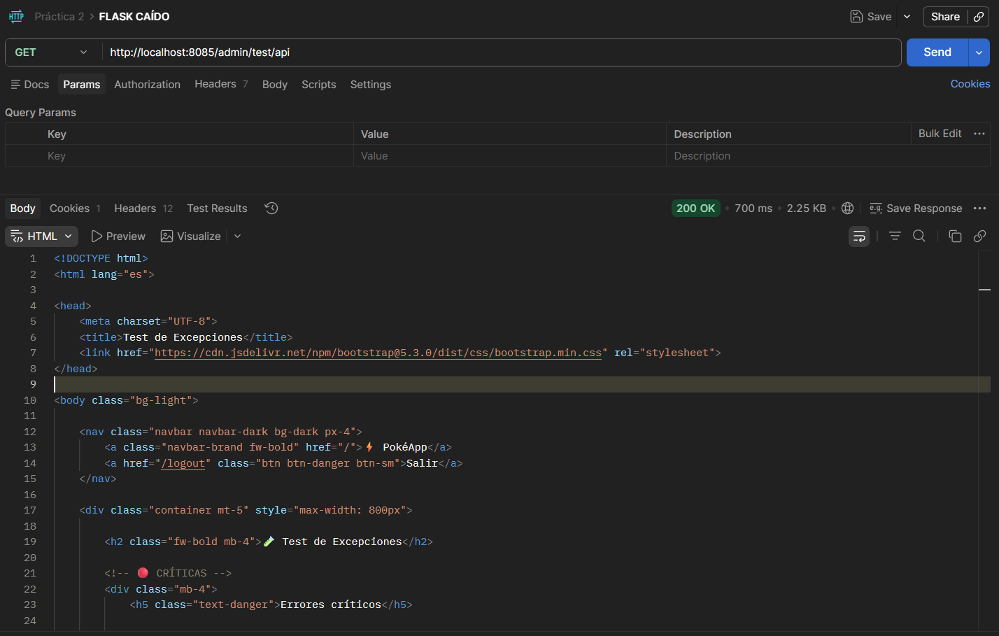 HTTP Práctica 2 > FLASK CAÍDO Save Share
GET http://localhost:8085/admin/test/api Send
Docs Params Authorization Headers 7 Body Scripts Settings Cookies
Query Params
Key Value Description Bulk Edit
Key Value Description
Body Cookies 1 Headers 12 Test Results 200 OK • 700 ms • 2.25 KB • e.g. Save Response
HTML Preview Visualize
1 <!DOCTYPE html>
2 <html lang="es">
3
4 <head>
5 <meta charset="UTF-8">
6 <title>Test de Excepciones</title>
7 <link href="https://cdn.jsdelivr.net/npm/bootstrap@5.3.0/dist/css/bootstrap.min.css" rel="stylesheet">
8 </head>
9
10 <body class="bg-light">
11
12 <nav class="navbar navbar-dark bg-dark px-4">
13 <a class="navbar-brand fw-bold" href="/">⚡ PokéApp</a>
14 <a href="/logout" class="btn btn-danger btn-sm">Salir</a>
15 </nav>
16
17 <div class="container mt-5" style="max-width: 800px">
18
19 <h2 class="fw-bold mb-4">🧪 Test de Excepciones</h2>
20
21 <!-- 🔴 CRÍTICAS -->
22 <div class="mb-4">
23 <h5 class="text-danger">Errores críticos</h5>
24